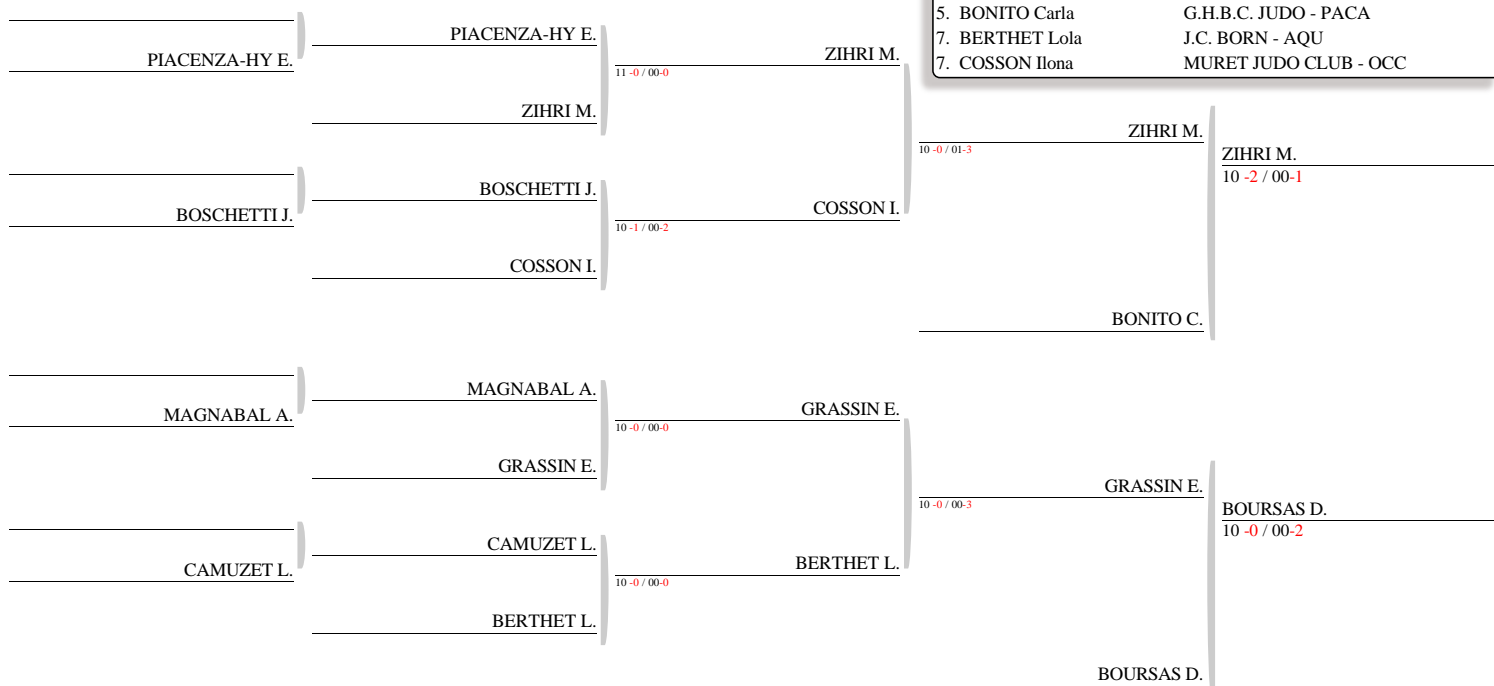 5. BONITO Carla G.H.B.C. JUDO - PACA
7. BERTHET Lola J.C. BORN - AQU
7. COSSON Ilona MURET JUDO CLUB - OCC
PIACENZA-HY E.
BOSCHETTI J.
MAGNABAL A.
CAMUZET L.
PIACENZA-HY E.
ZIHRI M.
BOSCHETTI J.
COSSON I.
MAGNABAL A.
GRASSIN E.
CAMUZET L.
BERTHET L.
ZIHRI M.
11 -0 / 00-0
COSSON I.
10 -1 / 00-2
GRASSIN E.
10 -0 / 00-0
BERTHET L.
10 -0 / 00-0
ZIHRI M.
10 -0 / 01-3
BONITO C.
GRASSIN E.
10 -0 / 00-3
BOURSAS D.
ZIHRI M.
10 -2 / 00-1
BOURSAS D.
10 -0 / 00-2